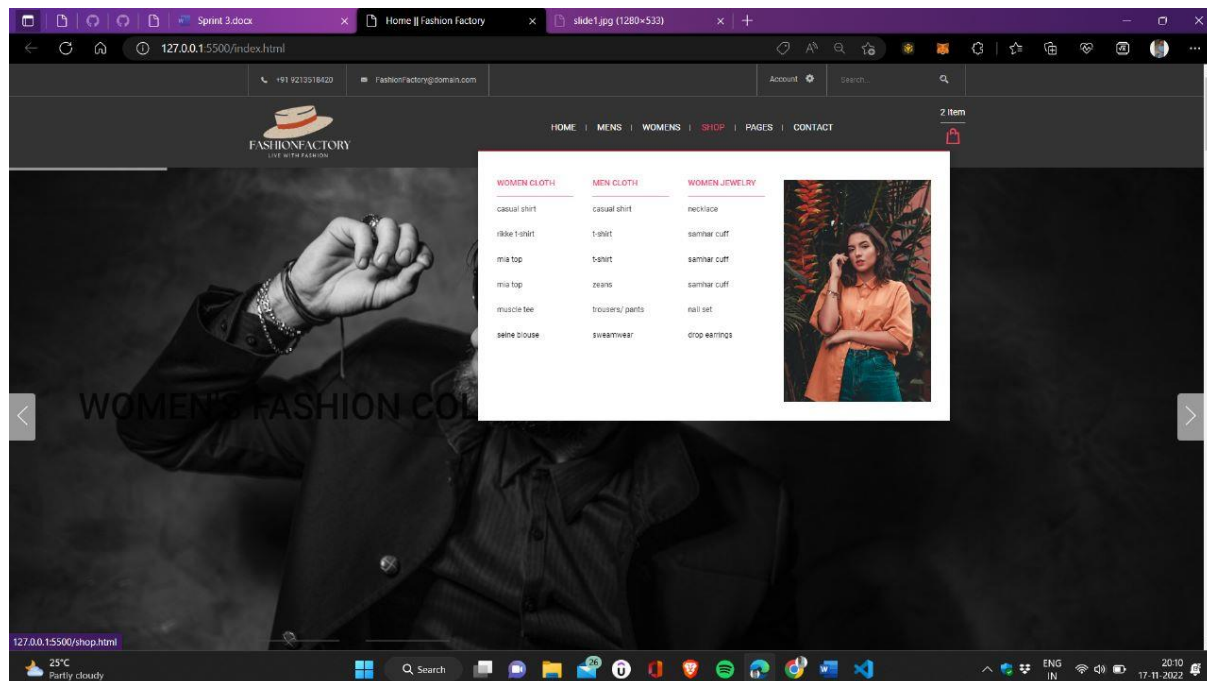 Sprint 3.docx
Home || Fashion Factory
slide1.jpg (1280×533)
127.0.0.1:5500/index.html
+91 9213518420
FashionFactory@domain.com
Account
Search...
FASHIONFACTORY
LIVE WITH FASHION
HOME | MENS | WOMENS | SHOP | PAGES | CONTACT
2 Item
WOMEN CLOTH
casual shirt
rikke t-shirt
mia top
mia top
muscle tee
seine blouse
MEN CLOTH
casual shirt
t-shirt
t-shirt
zeans
trousers/ pants
swearnwear
WOMEN JEWELRY
necklace
samhar cuff
samhar cuff
samhar cuff
nail set
drop earrings
WOMEN'S FASHION COL
127.0.0.1:5500/shop.html
25°C
Partly cloudy
Search
26
ENG
IN
20:10
17-11-2022